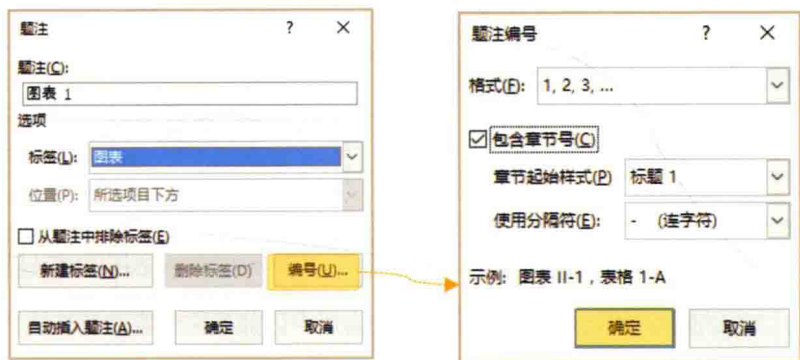 题注 ? ×
题注(C):
图表 1
选项
标签(L): 图表
位置(P): 所选项目下方
从题注中排除标签(E)
新建标签(N)... 删除标签(D) 编号(U)...
自动插入题注(A)... 确定 取消
题注编号 ? ×
格式(F): 1, 2, 3, ...
包含章节号(C)
章节起始样式(P) 标题 1
使用分隔符(E): - (连字符)
示例: 图表 II-1 , 表格 1-A
确定 取消